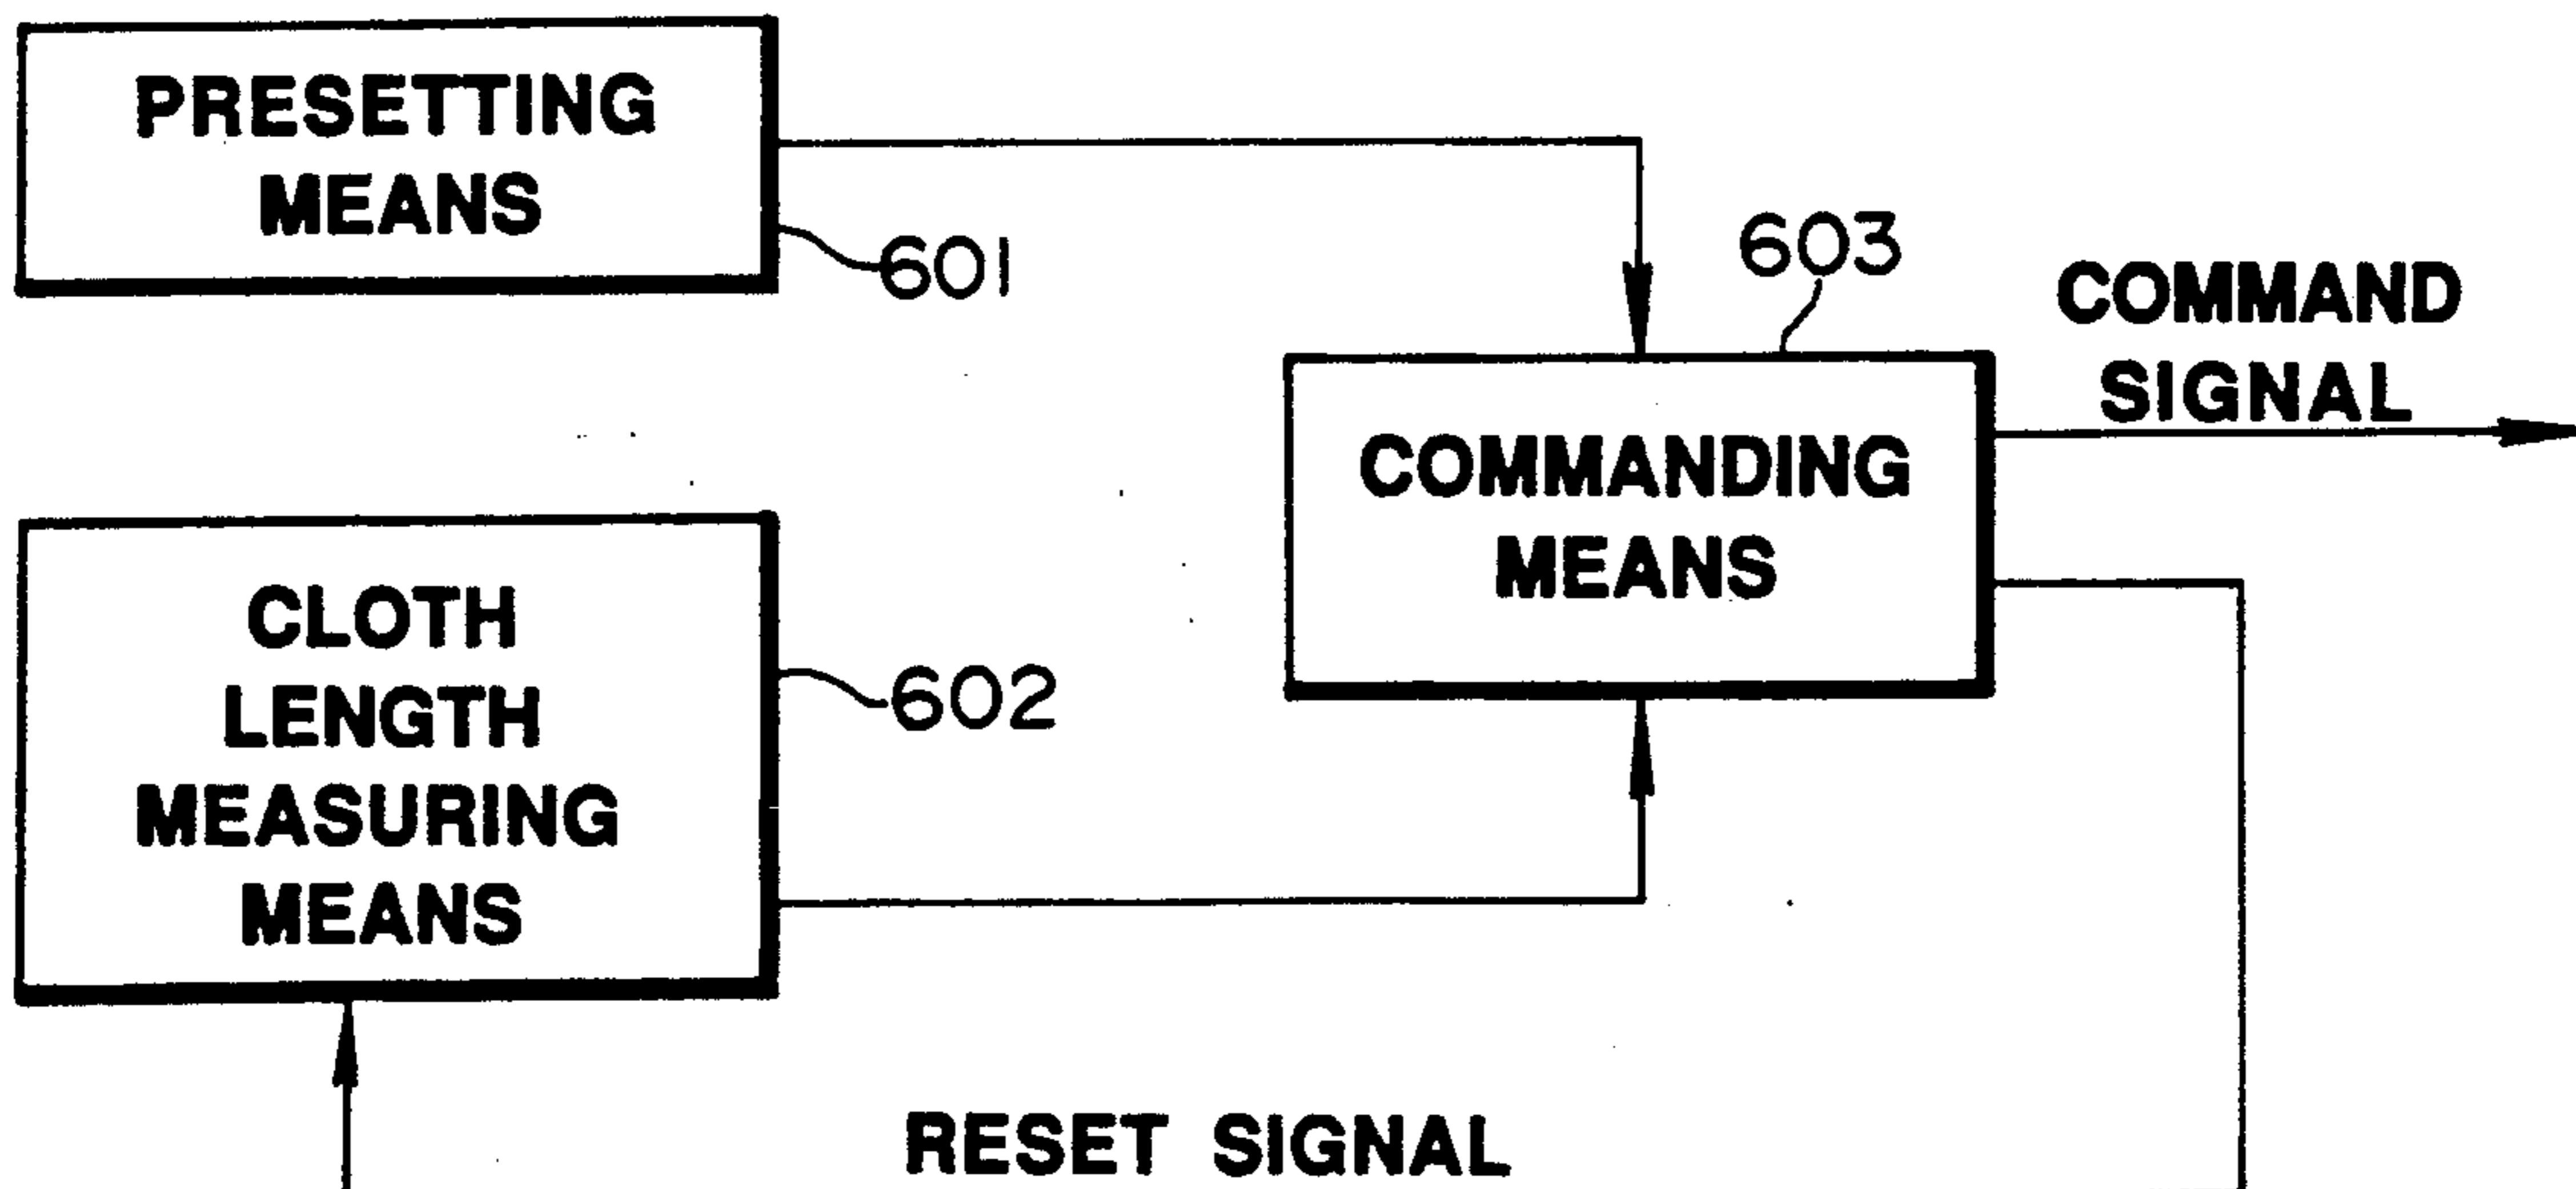 PRESETTING
MEANS
601
603
COMMAND
SIGNAL
COMMANDING
MEANS
CLOTH
LENGTH
MEASURING
MEANS
602
RESET SIGNAL